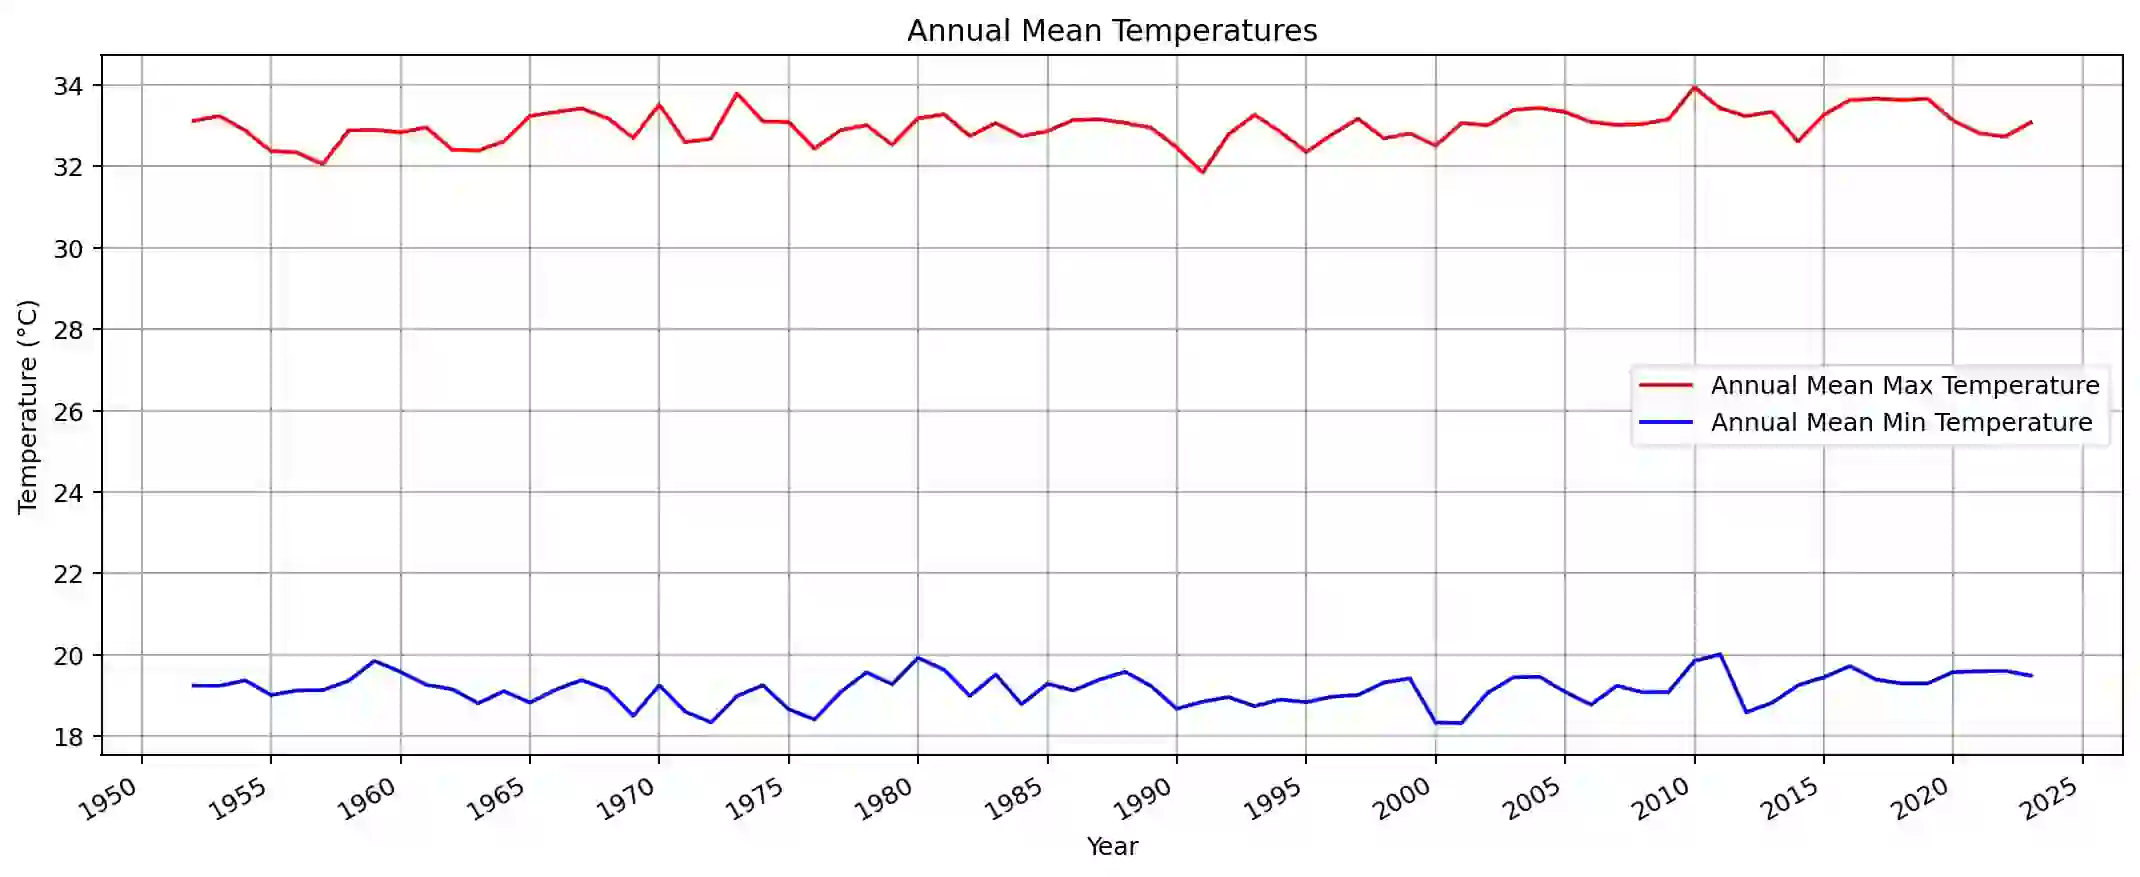 Annual Mean Temperatures
34
32
30
28
26
24
22
20
18
Temperature (°C)
Annual Mean Max Temperature
Annual Mean Min Temperature
1950 1955 1960 1965 1970 1975 1980 1985 1990 1995 2000 2005 2010 2015 2020 2025
Year